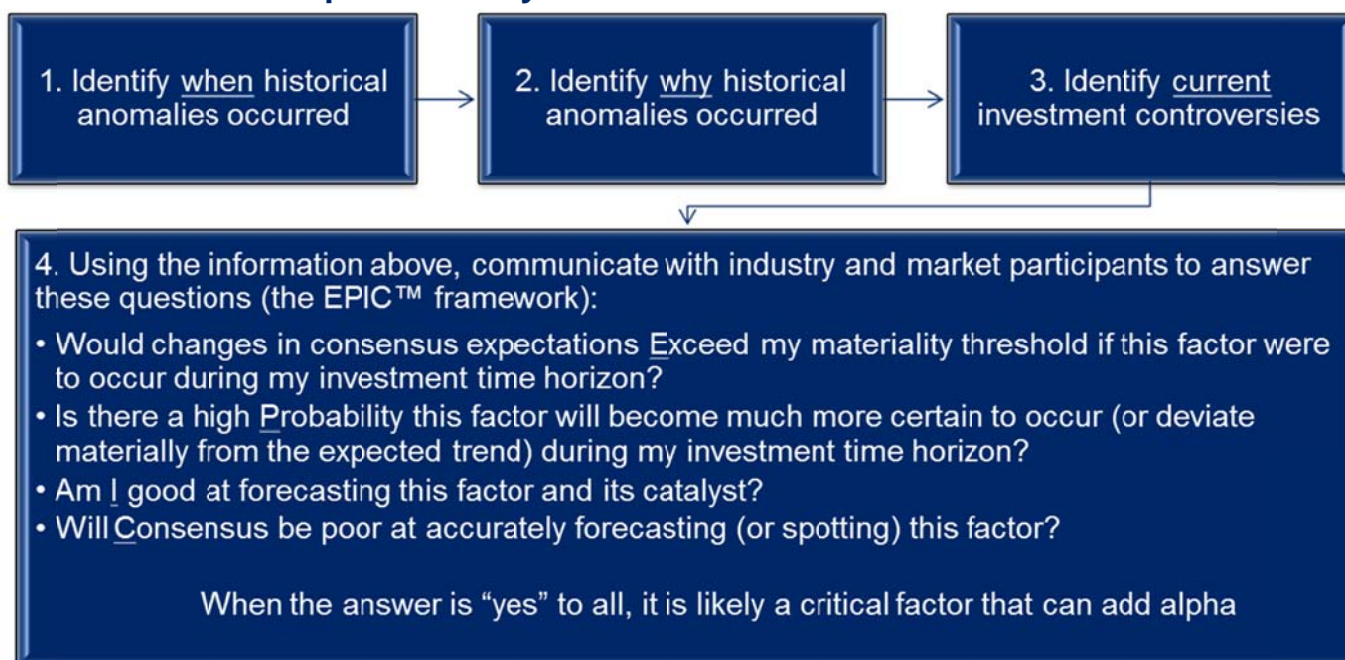 1. Identify when historical
anomalies occurred
2. Identify why historical
anomalies occurred
3. Identify current
investment controversies
4. Using the information above, communicate with industry and market participants to answer
these questions (the EPIC™ framework):
• Would changes in consensus expectations Exceed my materiality threshold if this factor were
to occur during my investment time horizon?
• Is there a high Probability this factor will become much more certain to occur (or deviate
materially from the expected trend) during my investment time horizon?
• Am I good at forecasting this factor and its catalyst?
• Will Consensus be poor at accurately forecasting (or spotting) this factor?
When the answer is “yes” to all, it is likely a critical factor that can add alpha